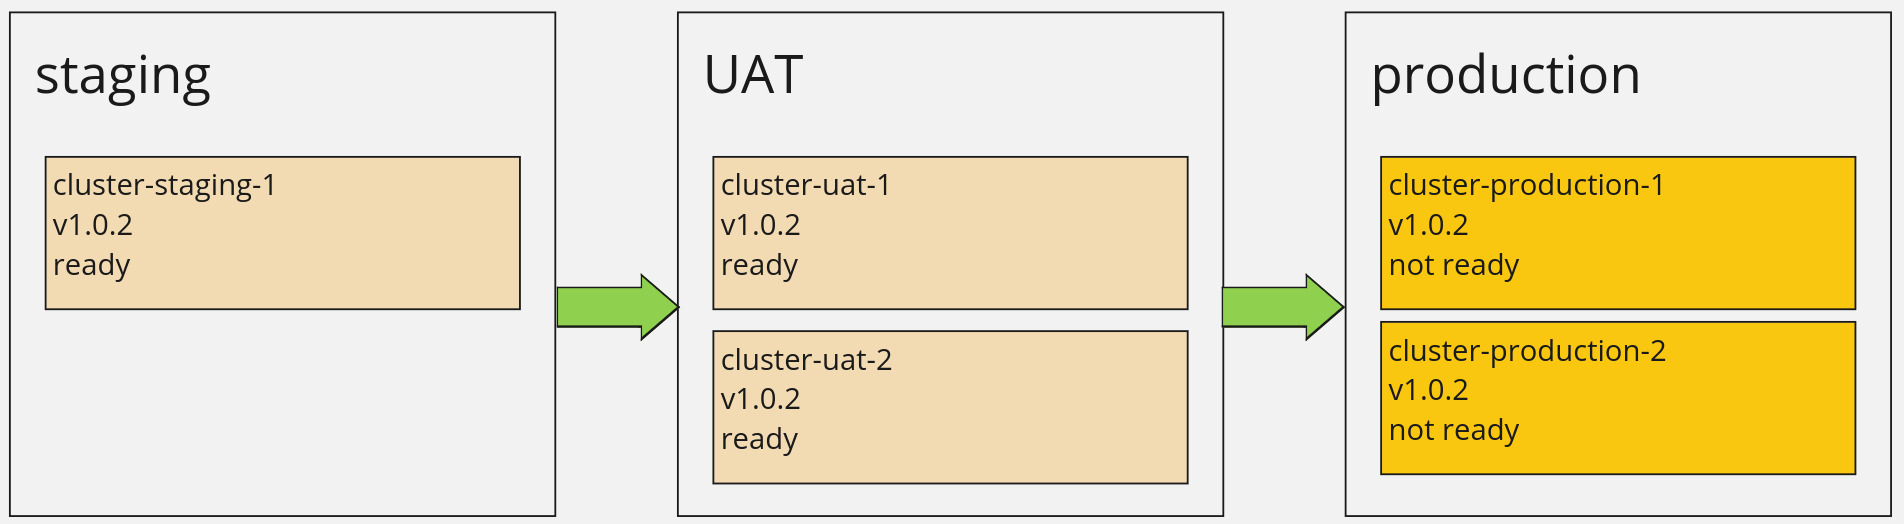 staging
cluster-staging-1
v1.0.2
ready
UAT
cluster-uat-1
v1.0.2
ready
cluster-uat-2
v1.0.2
ready
production
cluster-production-1
v1.0.2
not ready
cluster-production-2
v1.0.2
not ready